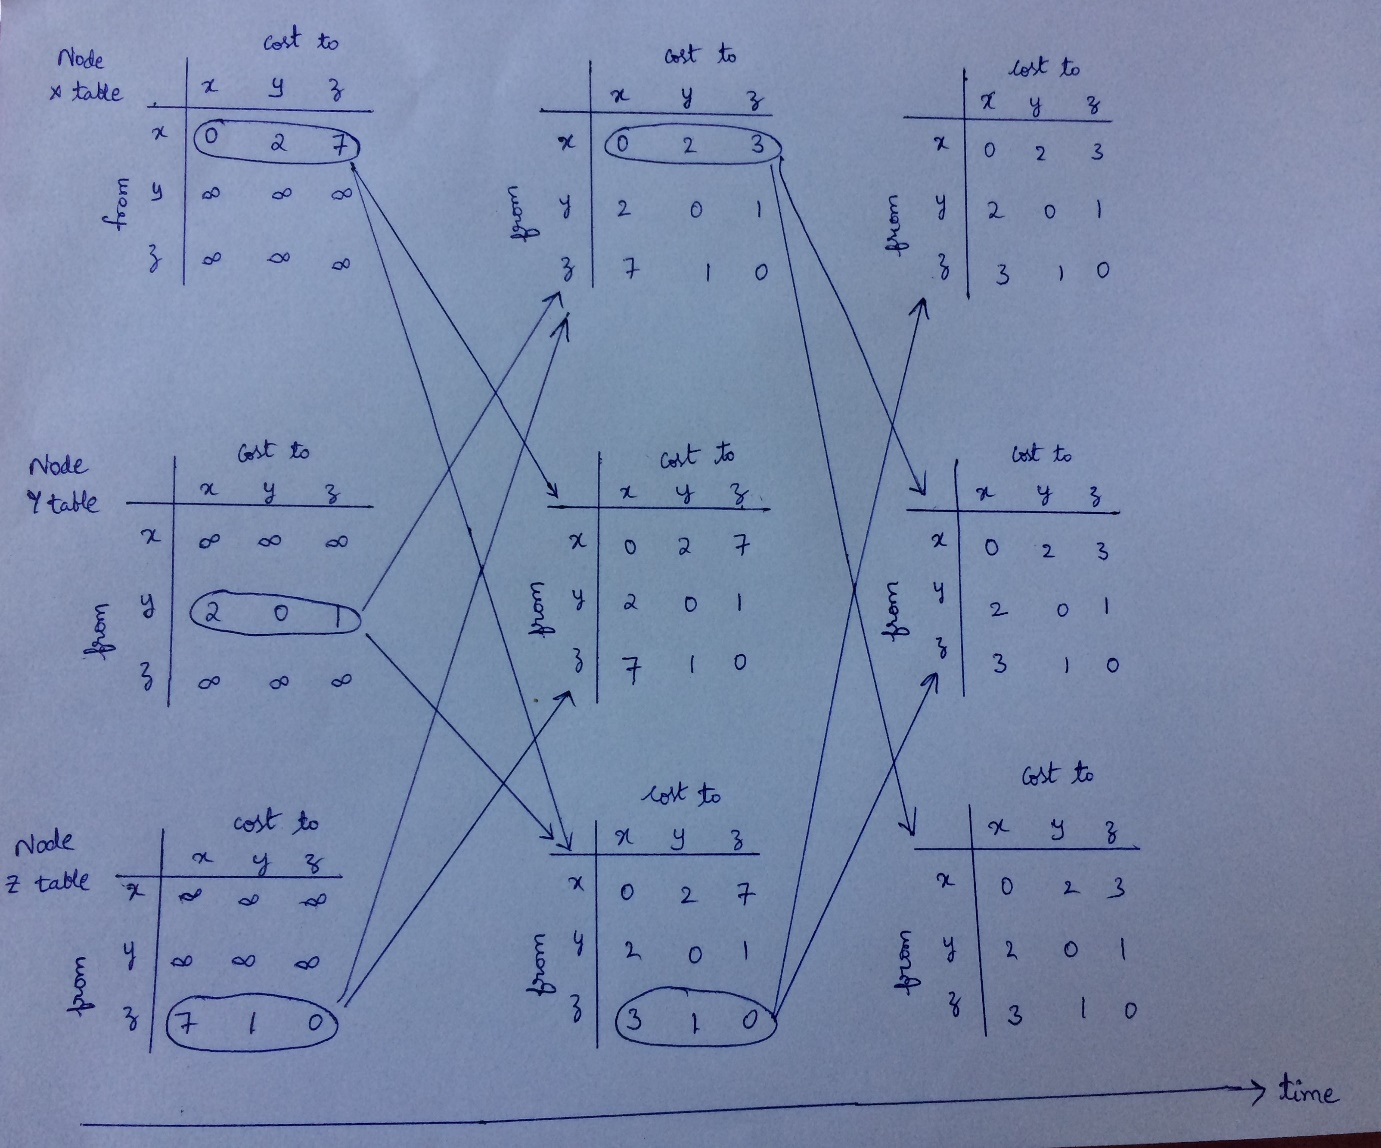 Node
X table
cost to
x y z
from
x 0 2 7
y ∞ ∞ ∞
z ∞ ∞ ∞
cost to
x y z
from
x 0 2 3
y 2 0 1
z 7 1 0
cost to
x y z
from
x 0 2 3
y 2 0 1
z 3 1 0
Node
Y table
cost to
x y z
from
x ∞ ∞ ∞
y 2 0 1
z ∞ ∞ ∞
cost to
x y z
from
x 0 2 7
y 2 0 1
z 7 1 0
cost to
x y z
from
x 0 2 3
y 2 0 1
z 3 1 0
Node
Z table
cost to
x y z
from
x ∞ ∞ ∞
y ∞ ∞ ∞
z 7 1 0
cost to
x y z
from
x 0 2 7
y 2 0 1
z 3 1 0
cost to
x y z
from
x 0 2 3
y 2 0 1
z 3 1 0
time